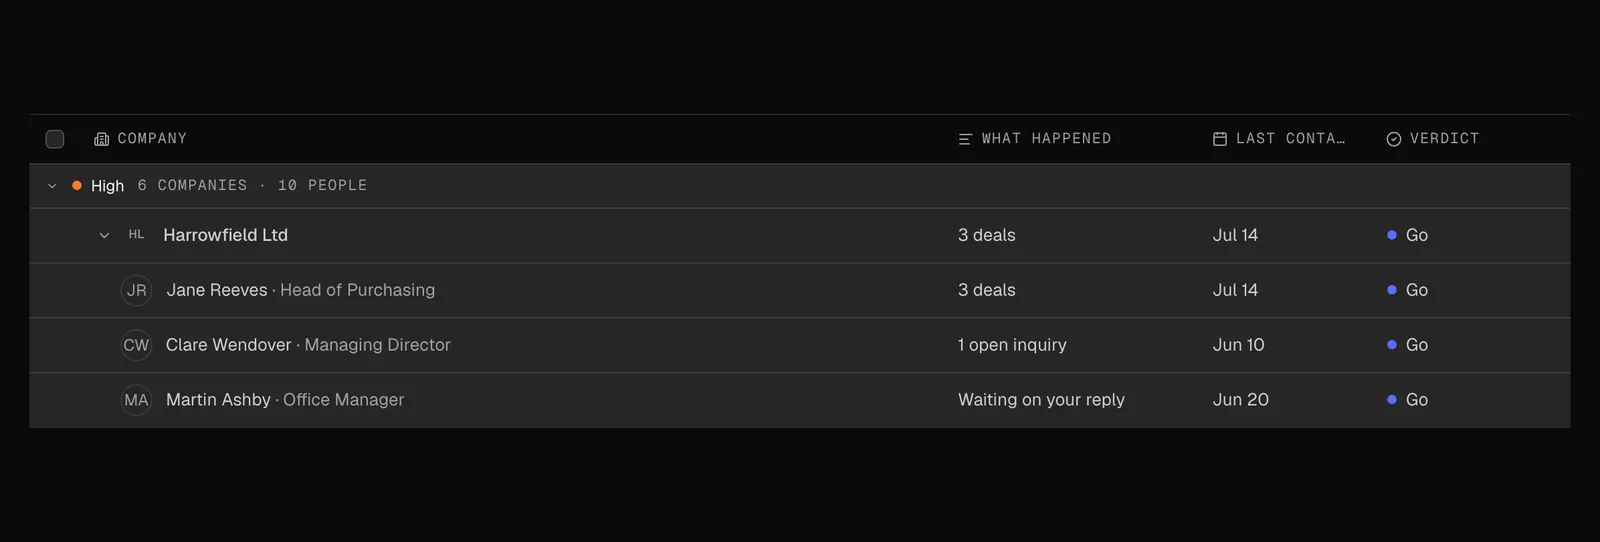 COMPANY WHAT HAPPENED LAST CONTA… VERDICT
High 6 COMPANIES · 10 PEOPLE
HL Harrowfield Ltd 3 deals Jul 14 Go
JR Jane Reeves · Head of Purchasing 3 deals Jul 14 Go
CW Clare Wendover · Managing Director 1 open inquiry Jun 10 Go
MA Martin Ashby · Office Manager Waiting on your reply Jun 20 Go